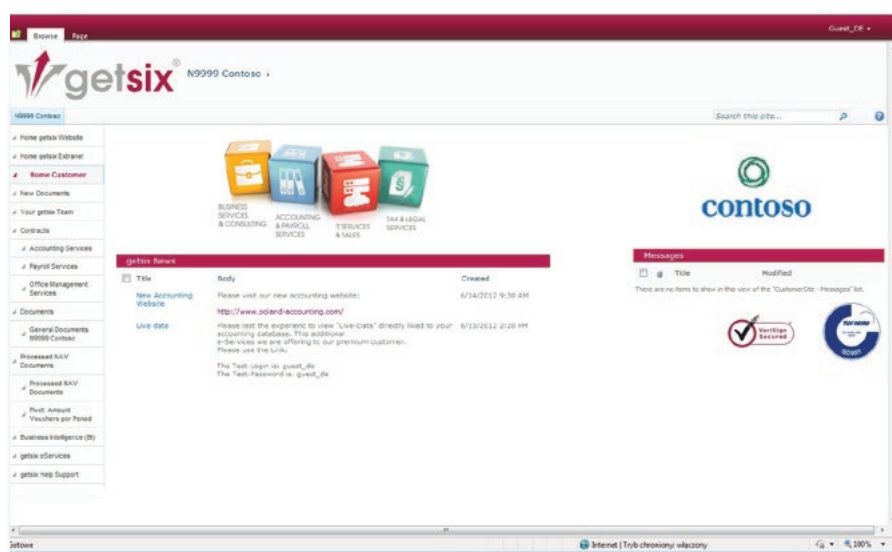 Guest_DE
Browse Page
getsix®
N9999 Contoso
N9999 Contoso
Search this site...
Home getsix Website
Home getsix Extranet
Home Customer
New Documents
Your getsix Team
Contracts
Accounting Services
Payrol Services
Office Management
Services
Documents
General Documents
N9999 Contoso
Processed NAV
Documents
Processed NAV
Documents
Pivot: Amount
Vouchers per Period
Business Intelligence (BI)
getsix eServices
getsix Help Support
BUSINESS
SERVICES
& CONSULTING
ACCOUNTING
& PAYROLL
SERVICES
IT SERVICES
& SALES
TAX & LEGAL
SERVICES
contoso
getsix News
Title Body Created
New Accounting
Website
Please visit our new accounting website:
http://www.poland-accounting.com/
6/14/2012 9:30 AM
Live data
Please test the experienc to view "Live-Data" directly liked to your
accounting database. This additional
e-Services we are offering to our premium customer.
Please use the Link:
The Test-Login is: guest_de
The Test-Password is: guest_de
6/13/2012 2:20 PM
Messages
Title Modified
There are no items to show in this view of the "CustomerSite - Messages" list.
VeriSign
Secured
TUV NORD
Gotowe
Internet | Tryb chroniony: włączony
100%